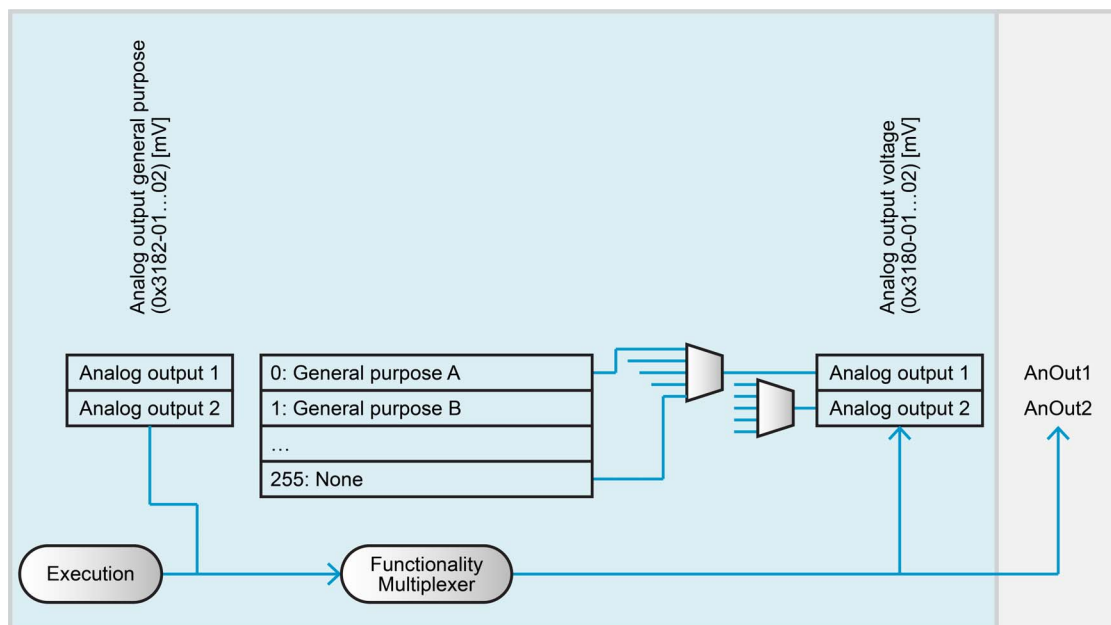 Analog output general purpose
(0x3182-01…02) [mV]
Analog output voltage
(0x3180-01…02) [mV]
Analog output 1
Analog output 2
0: General purpose A
1: General purpose B
…
255: None
Analog output 1
Analog output 2
AnOut1
AnOut2
Execution
Functionality
Multiplexer